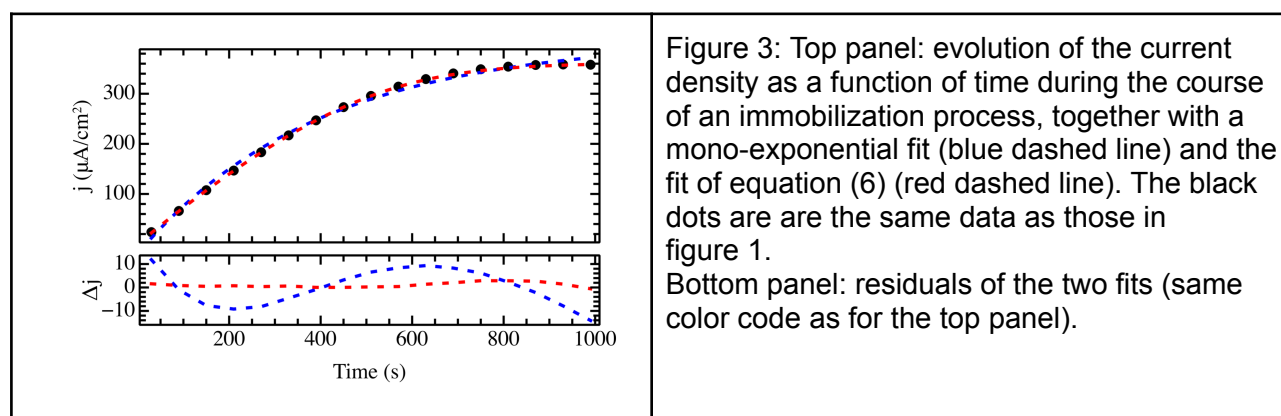 300
200
100
j (μA/cm²)
10
0
−10
Δj
200 400 600 800 1000
Time (s)
Figure 3: Top panel: evolution of the current
density as a function of time during the course
of an immobilization process, together with a
mono-exponential fit (blue dashed line) and the
fit of equation (6) (red dashed line). The black
dots are are the same data as those in
figure 1.
Bottom panel: residuals of the two fits (same
color code as for the top panel).